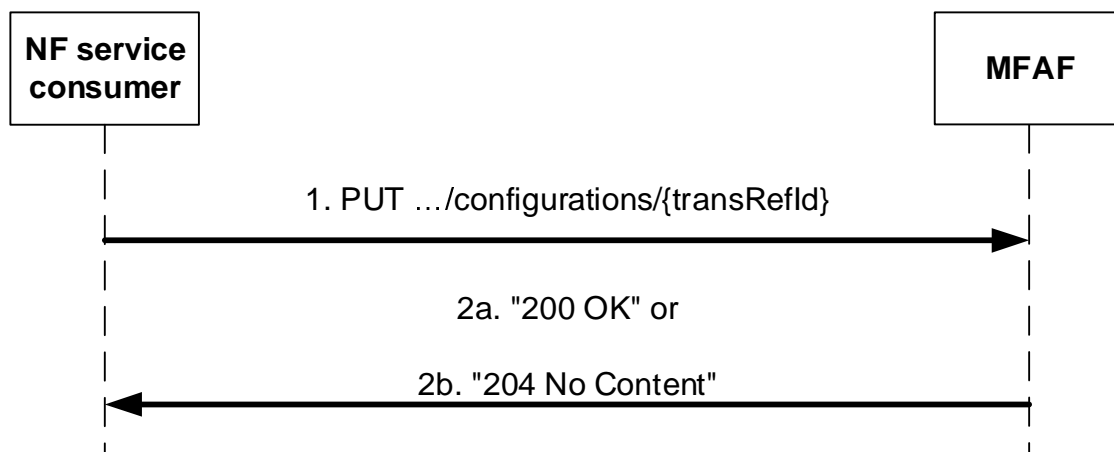 NF service
consumer
MFAF
1. PUT …/configurations/{transRefId}
2a. "200 OK" or
2b. "204 No Content"